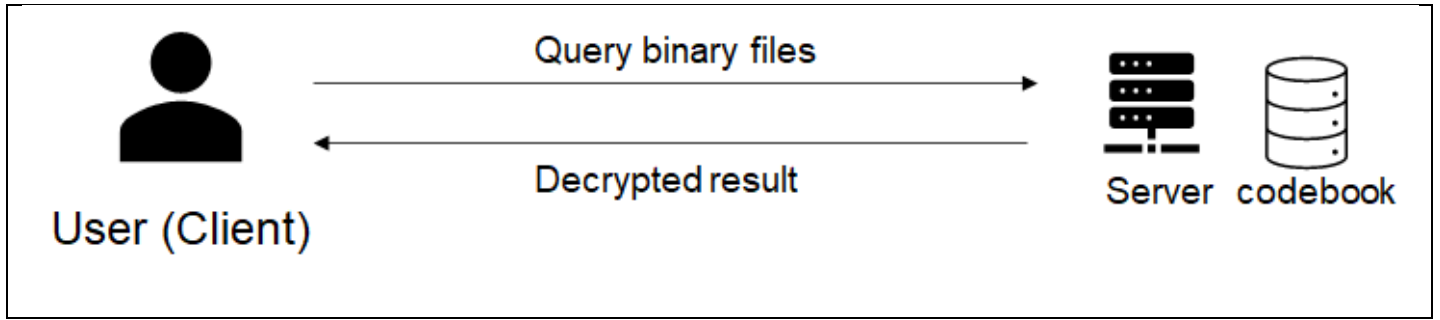 Query binary files
Decrypted result
User (Client)
Server
codebook